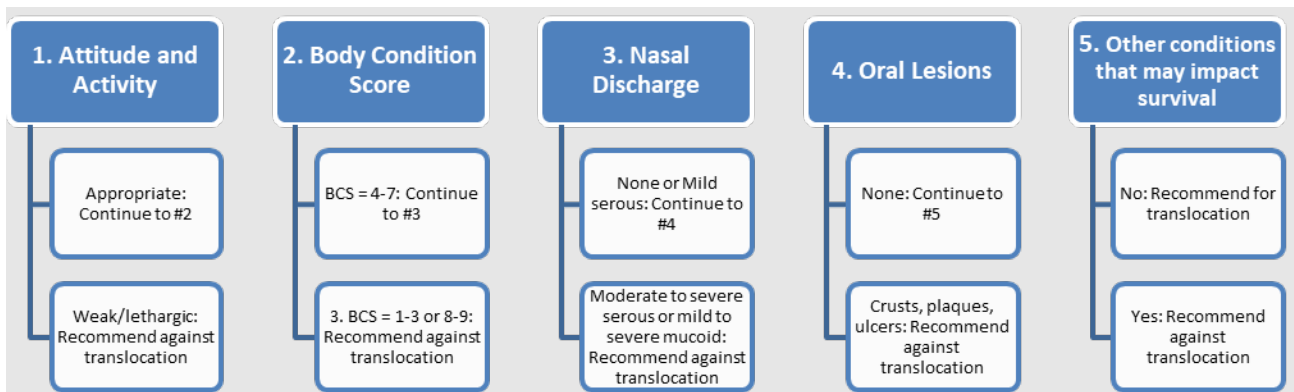 1. Attitude and
Activity
Appropriate:
Continue to #2
Weak/lethargic:
Recommend against
translocation
2. Body Condition
Score
BCS = 4-7: Continue
to #3
3. BCS = 1-3 or 8-9:
Recommend against
translocation
3. Nasal
Discharge
None or Mild
serous: Continue to
#4
Moderate to severe
serous or mild to
severe mucoid:
Recommend against
translocation
4. Oral Lesions
None: Continue to
#5
Crusts, plaques,
ulcers: Recommend
against
translocation
5. Other conditions
that may impact
survival
No: Recommend for
translocation
Yes: Recommend
against
translocation